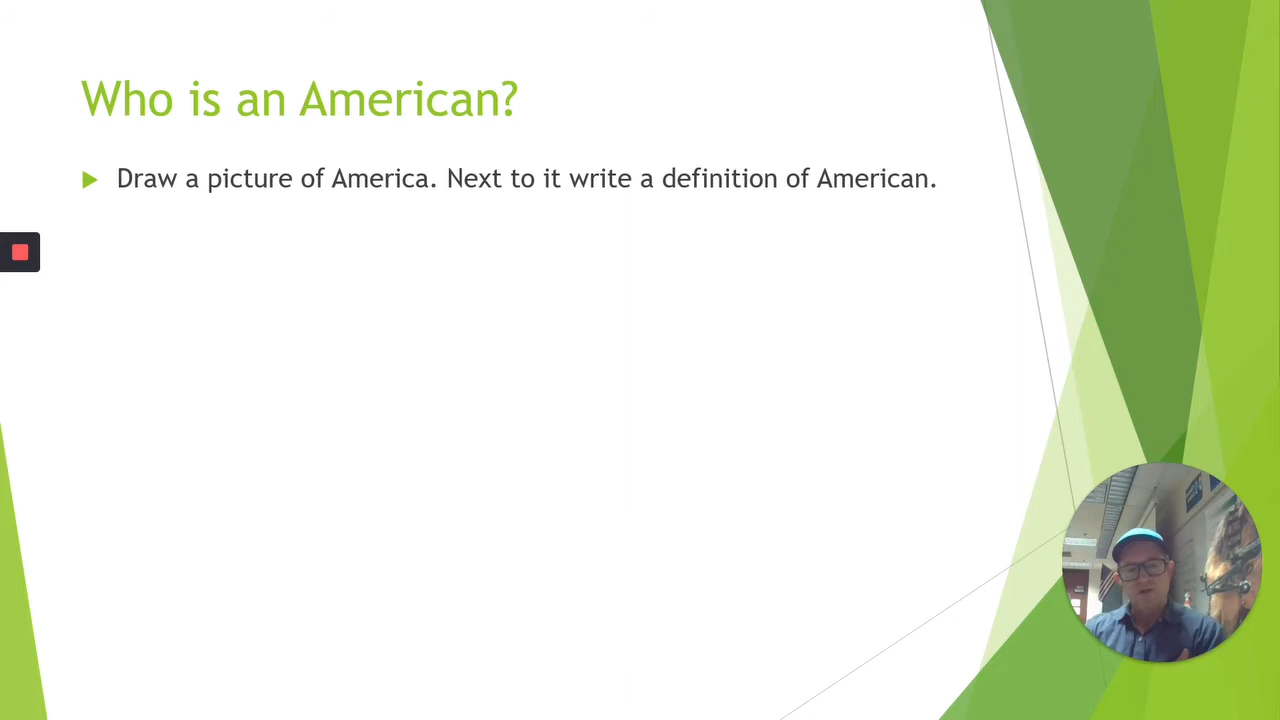 Who is an American?
Draw a picture of America. Next to it write a definition of American.